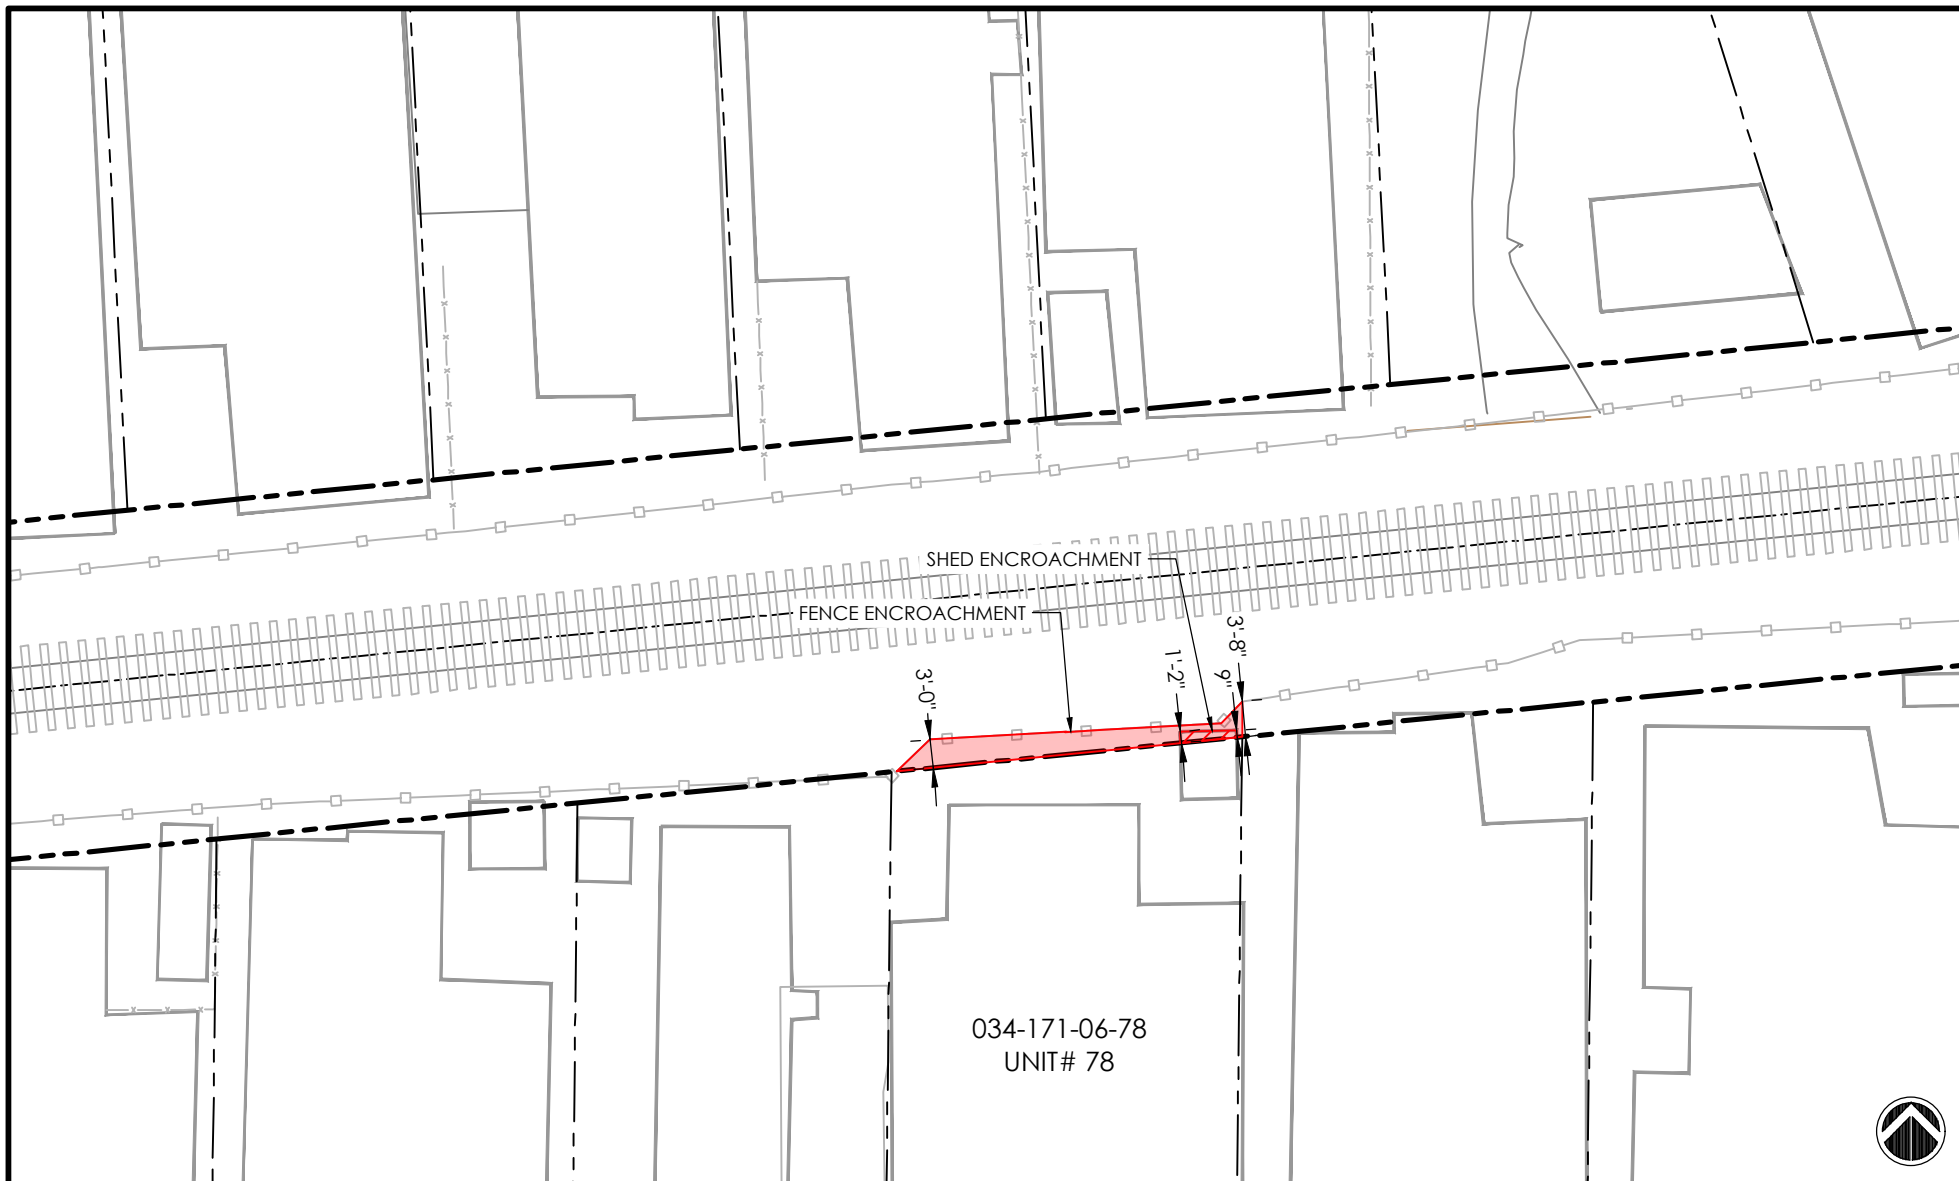 SHED ENCROACHMENT
FENCE ENCROACHMENT
3'-0"
1'-2"
9"
3'-8"
034-171-06-78
UNIT# 78